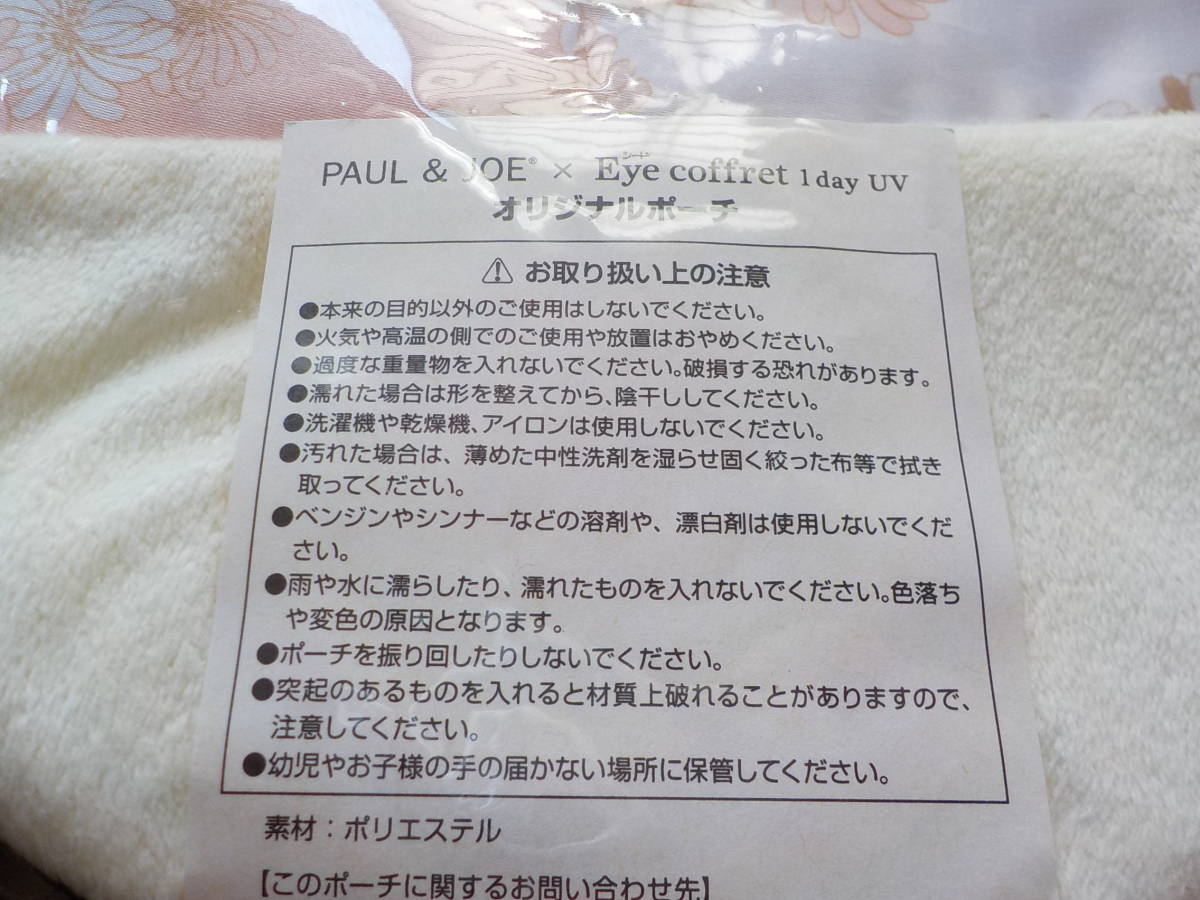 PAUL & JOE® × Eye coffret 1day UV
シード
オリジナルポーチ
⚠ お取り扱い上の注意
●本来の目的以外のご使用はしないでください。
●火気や高温の側でのご使用や放置はおやめください。
●過度な重量物を入れないでください。破損する恐れがあります。
●濡れた場合は形を整えてから、陰干ししてください。
●洗濯機や乾燥機、アイロンは使用しないでください。
●汚れた場合は、薄めた中性洗剤を湿らせ固く絞った布等で拭き
取ってください。
●ベンジンやシンナーなどの溶剤や、漂白剤は使用しないでくだ
さい。
●雨や水に濡らしたり、濡れたものを入れないでください。色落ち
や変色の原因となります。
●ポーチを振り回したりしないでください。
●突起のあるものを入れると材質上破れることがありますので、
注意してください。
●幼児やお子様の手の届かない場所に保管してください。
素材：ポリエステル
【このポーチに関するお問い合わせ先】